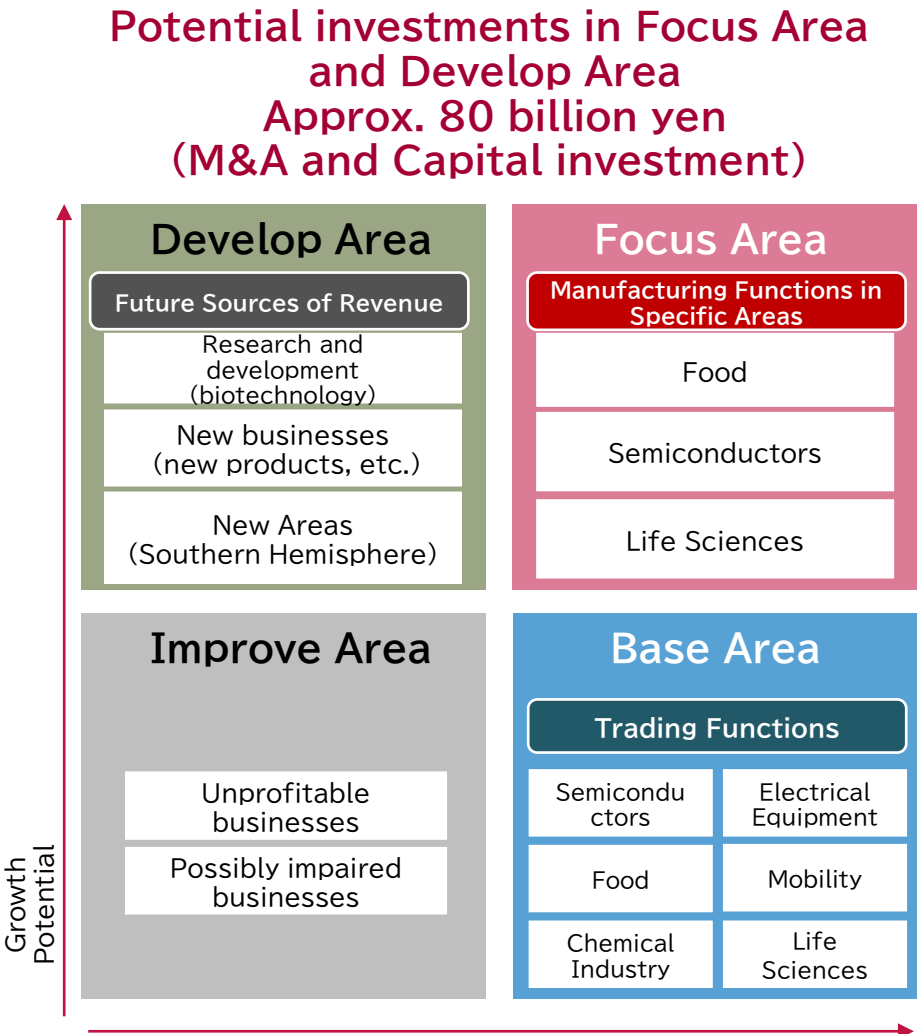 Potential investments in Focus Area
and Develop Area
Approx. 80 billion yen
(M&A and Capital investment)
Develop Area
Future Sources of Revenue
Research and
development
(biotechnology)
New businesses
(new products, etc.)
New Areas
(Southern Hemisphere)
Focus Area
Manufacturing Functions in
Specific Areas
Food
Semiconductors
Life Sciences
Improve Area
Unprofitable
businesses
Possibly impaired
businesses
Base Area
Trading Functions
Semicondu
ctors
Electrical
Equipment
Food
Mobility
Chemical
Industry
Life
Sciences
Growth
Potential